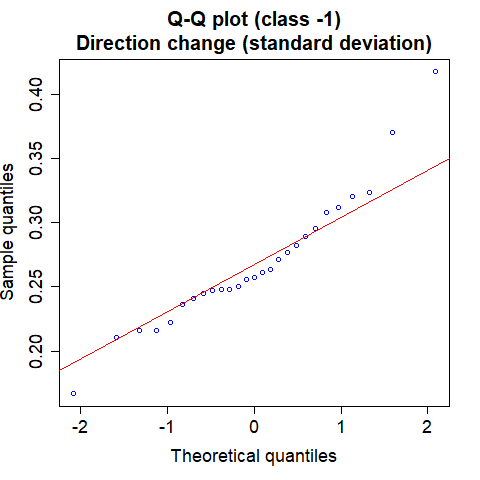 Q-Q plot (class -1)
Direction change (standard deviation)
Sample quantiles
0.40
0.35
0.30
0.25
0.20
-2 -1 0 1 2
Theoretical quantiles